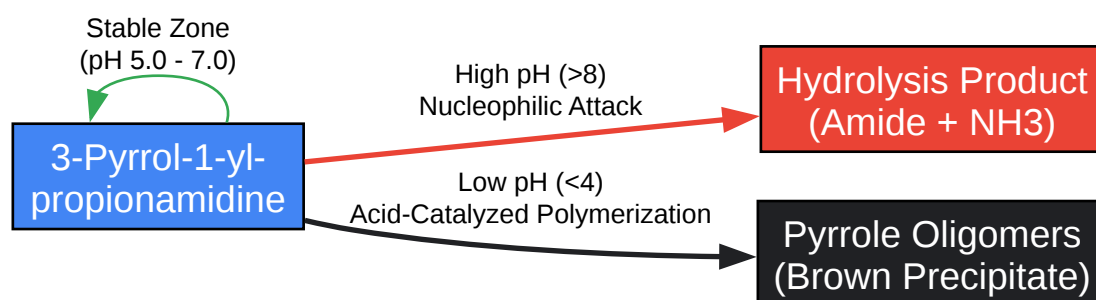 Stable Zone
(pH 5.0 - 7.0)
3-Pyrrol-1-yl-
propionamidine
High pH (>8)
Nucleophilic Attack
Hydrolysis Product
(Amide + NH3)
Low pH (<4)
Acid-Catalyzed Polymerization
Pyrrole Oligomers
(Brown Precipitate)